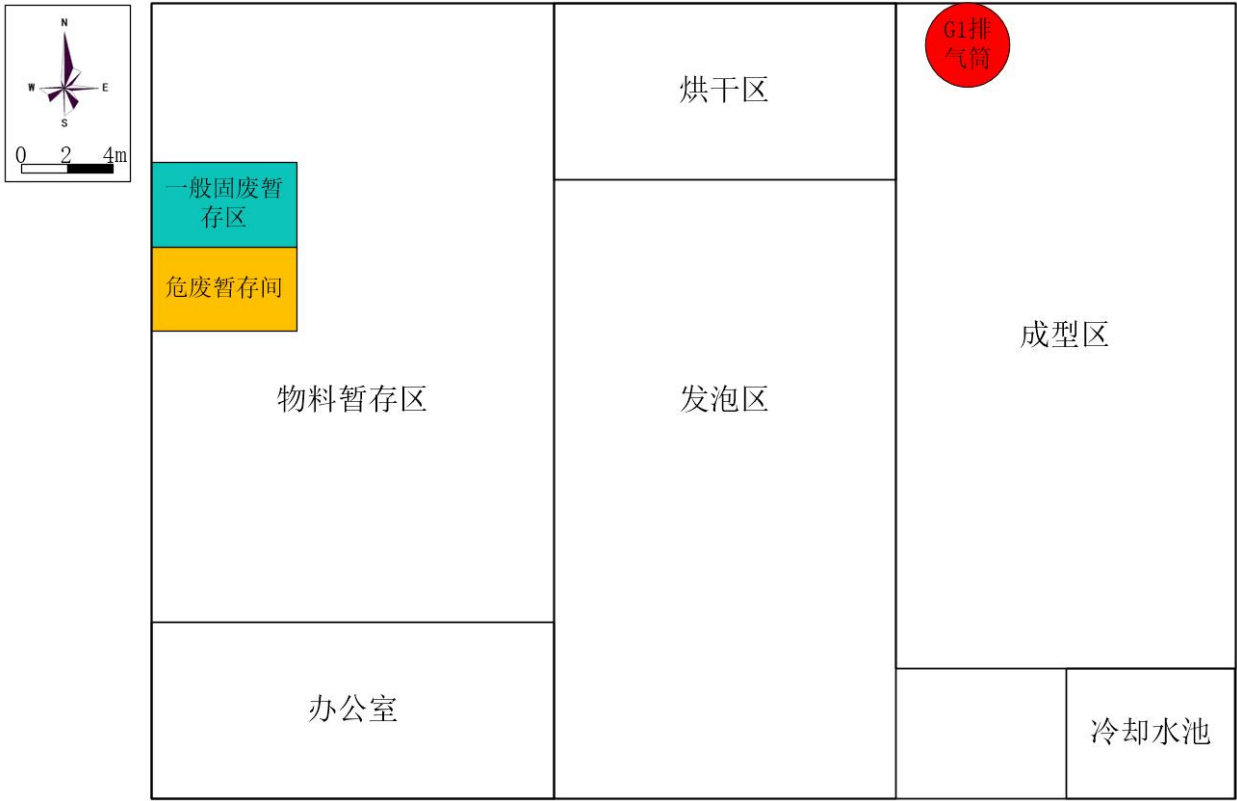 N
W E
S
0 2 4m
G1排
气筒
烘干区
一般固废暂
存区
危废暂存间
成型区
物料暂存区
发泡区
办公室
冷却水池